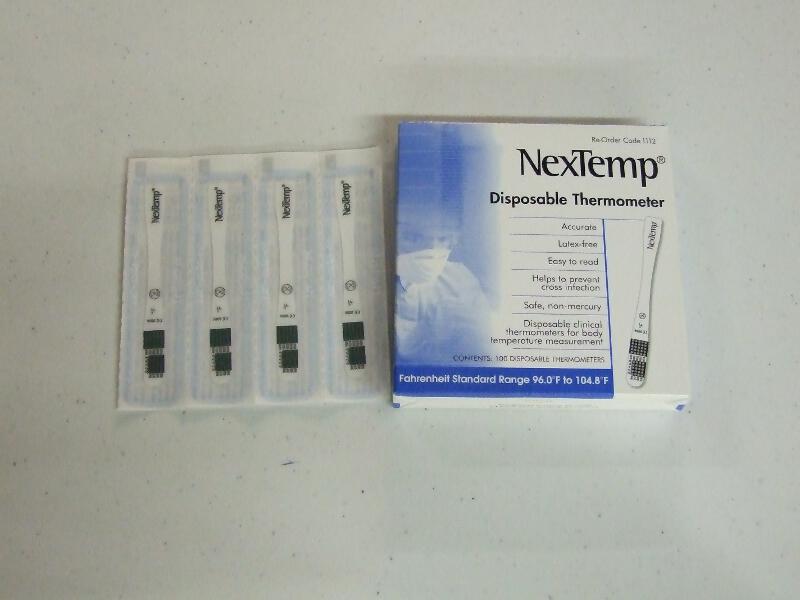 NexTemp®
NexTemp®
NexTemp®
NexTemp®
Re-Order Code 1112
NexTemp®
Disposable Thermometer
Accurate
Latex-free
Easy to read
Helps to prevent
cross infection
Safe, non-mercury
Disposable clinical
thermometers for body
temperature measurement
CONTENTS: 100 DISPOSABLE THERMOMETERS
Fahrenheit Standard Range 96.0°F to 104.8°F
NexTemp